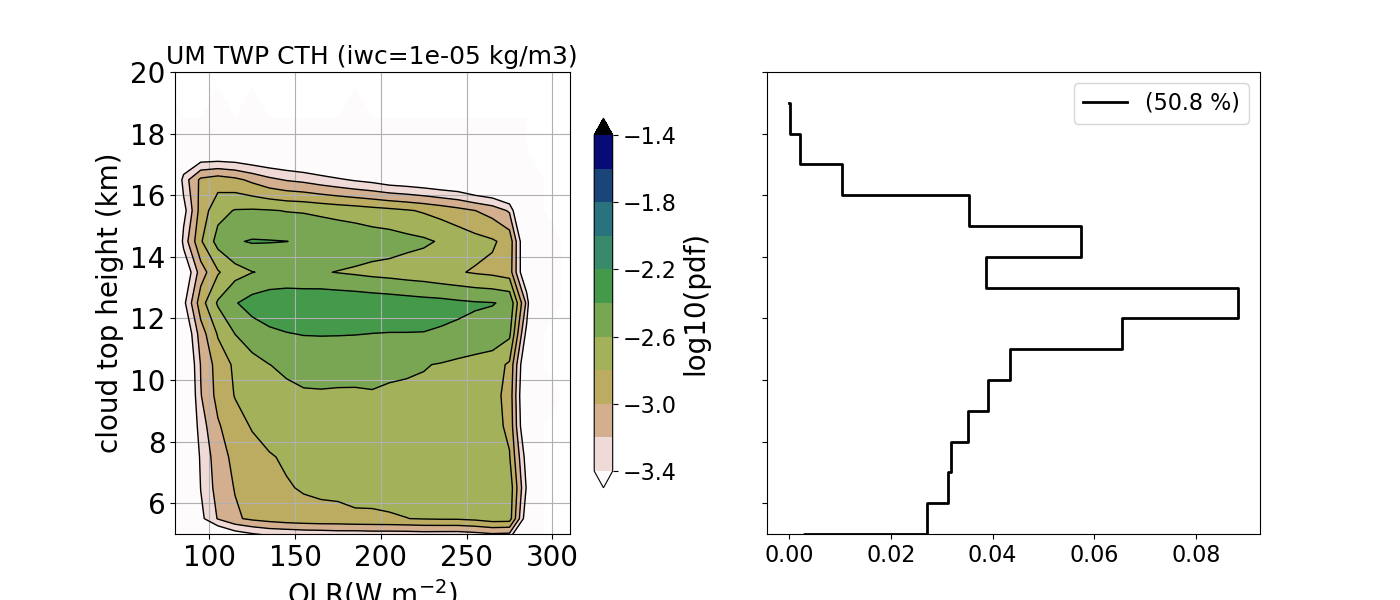 UM TWP CTH (iwc=1e-05 kg/m3)
20
18
16
14
12
10
8
6
cloud top height (km)
100 150 200 250 300
OLR(W m⁻²)
−1.4
−1.8
−2.2
−2.6
−3.0
−3.4
log10(pdf)
(50.8 %)
0.00 0.02 0.04 0.06 0.08